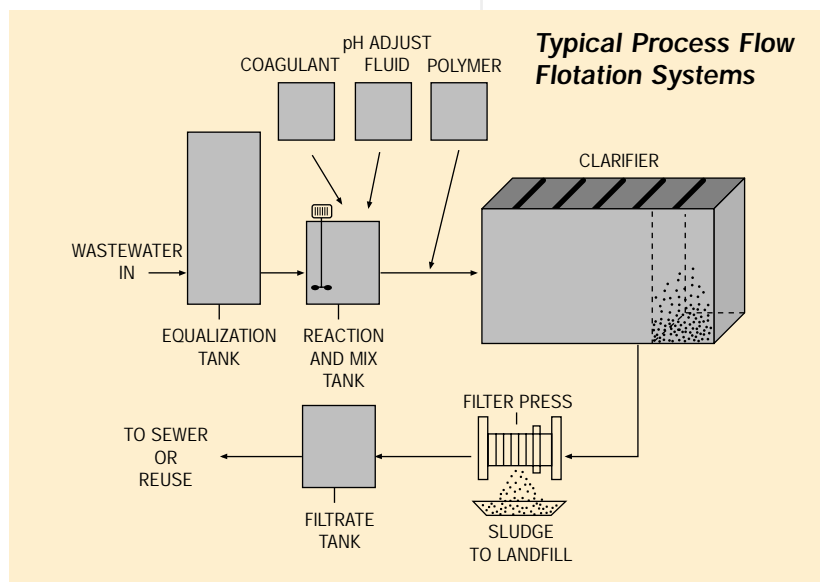 Typical Process Flow
Flotation Systems
COAGULANT
pH ADJUST
FLUID
POLYMER
CLARIFIER
WASTEWATER
IN
EQUALIZATION
TANK
REACTION
AND MIX
TANK
FILTER PRESS
TO SEWER
OR
REUSE
FILTRATE
TANK
SLUDGE
TO LANDFILL